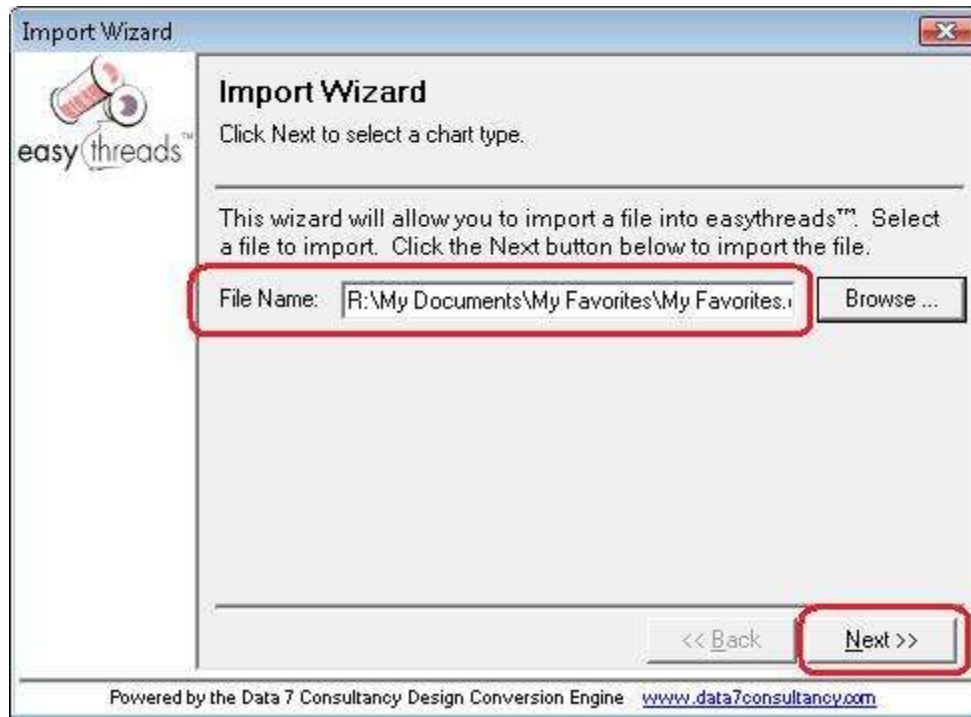 Import Wizard
easythreads™
Import Wizard
Click Next to select a chart type.
This wizard will allow you to import a file into easythreads™. Select
a file to import. Click the Next button below to import the file.
File Name: R:\My Documents\My Favorites\My Favorites. Browse ...
<< Back Next >>
Powered by the Data 7 Consultancy Design Conversion Engine www.data7consultancy.com